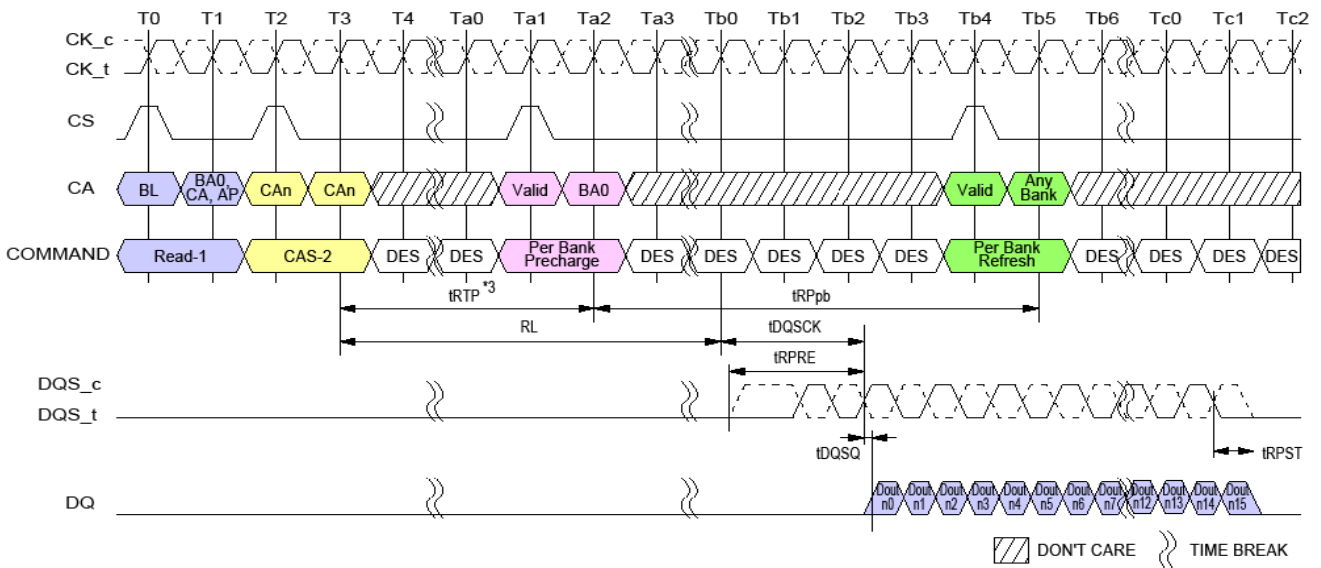 T0 T1 T2 T3 T4 Ta0 Ta1 Ta2 Ta3 Tb0 Tb1 Tb2 Tb3 Tb4 Tb5 Tb6 Tc0 Tc1 Tc2
CK_c
CK_t
CS
CA BL BA0, CA, AP CAn CAn Valid BA0 Valid Any Bank
COMMAND Read-1 CAS-2 DES DES Per Bank Precharge DES DES DES DES DES Per Bank Refresh DES DES DES DES
tRTP *3 tRPpb
RL tDQSCK
tRPRE
DQS_c
DQS_t
tDQSQ tRPST
DQ Dout n0 Dout n1 Dout n2 Dout n3 Dout n4 Dout n5 Dout n6 Dout n7 Dout n12 Dout n13 Dout n14 Dout n15
DON'T CARE TIME BREAK